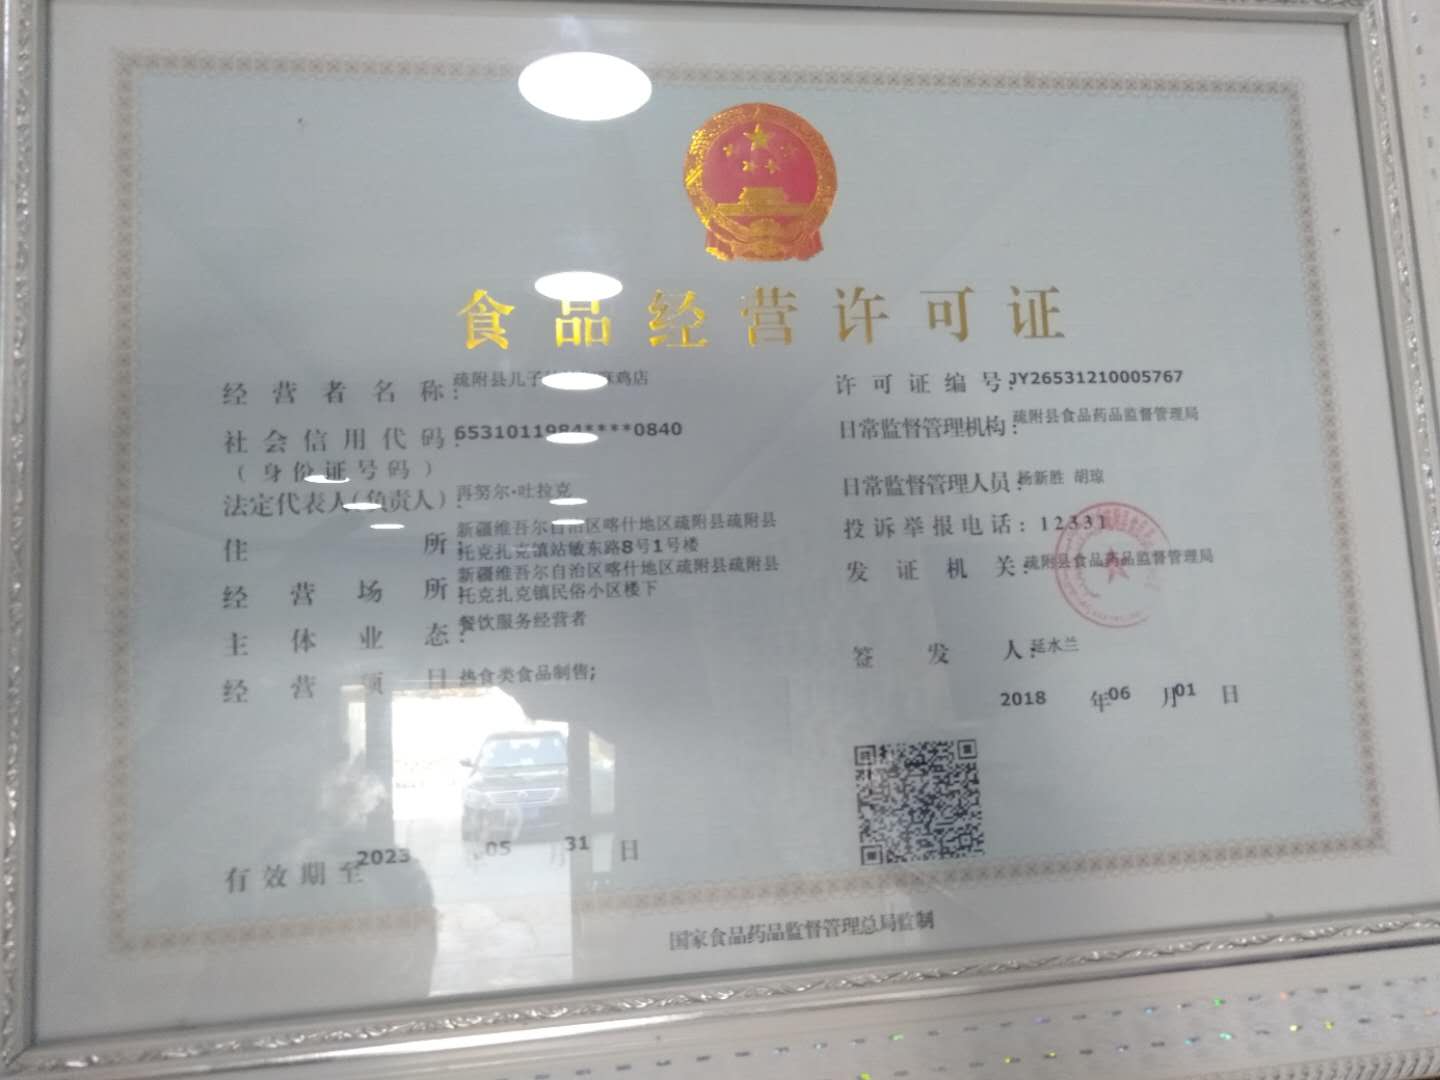 食品经营许可证
经营者名称：疏附县儿子 麻鸡店
社会信用代码：6531011984****0840
（身份证号码）
法定代表人（负责人）：再努尔·吐拉克
住所：新疆维吾尔自治区喀什地区疏附县疏附县
托克扎克镇站敏东路8号1号楼
经营场所：新疆维吾尔自治区喀什地区疏附县疏附县
托克扎克镇民俗小区楼下
主体业态：餐饮服务经营者
经营项目：热食类食品制售;
有效期至2023年05月31日
许可证编号：JY26531210005767
日常监督管理机构：疏附县食品药品监督管理局
日常监督管理人员：杨新胜 胡琼
投诉举报电话：12331
发证机关：疏附县食品药品监督管理局
签发人：延水兰
2018年06月01日
国家食品药品监督管理总局监制